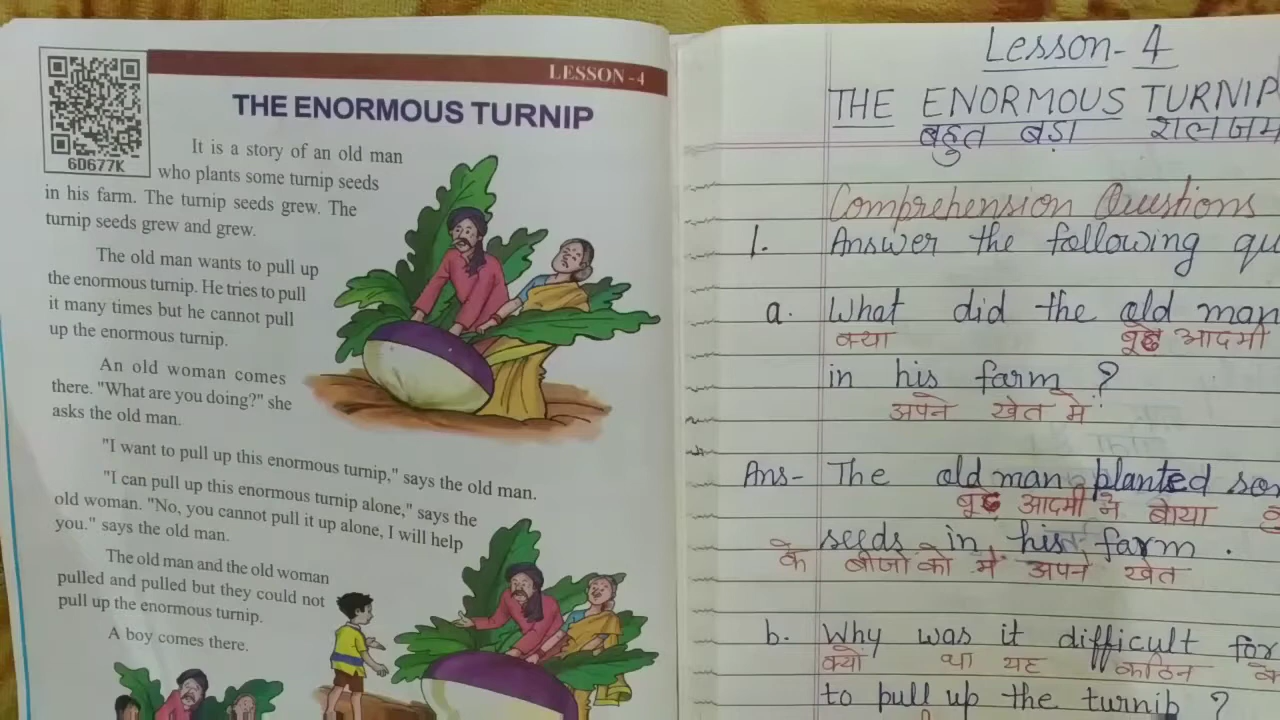 6D677K
LESSON - 4
THE ENORMOUS TURNIP
It is a story of an old man
who plants some turnip seeds
in his farm. The turnip seeds grew. The
turnip seeds grew and grew.
The old man wants to pull up
the enormous turnip. He tries to pull
it many times but he cannot pull
up the enormous turnip.
An old woman comes
there. "What are you doing?" she
asks the old man.
"I want to pull up this enormous turnip," says the old man.
"I can pull up this enormous turnip alone," says the
old woman. "No, you cannot pull it up alone, I will help
you." says the old man.
The old man and the old woman
pulled and pulled but they could not
pull up the enormous turnip.
A boy comes there.
Lesson - 4
THE ENORMOUS TURNIP
बहुत बड़ा शलजम
Comprehension Questions
1. Answer the following qu
a. What did the old man
क्या बूढ़े आदमी
in his farm ?
अपने खेत में
Ans- The old man planted so
बूढ़े आदमी ने बोया
seeds in his farm .
के बीजों को में अपने खेत
b. Why was it difficult for
क्यों था यह कठिन के
to pull up the turnip ?